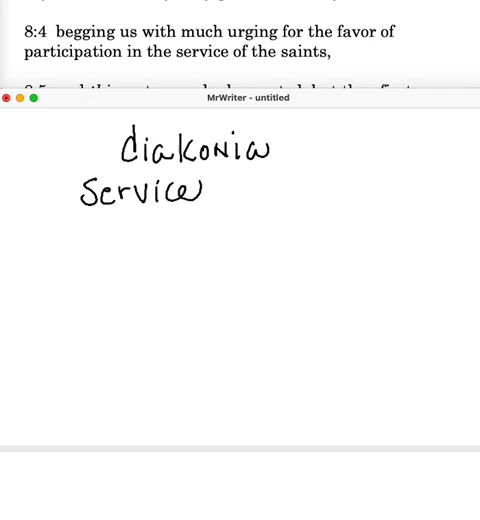 8:4 begging us with much urging for the favor of
participation in the service of the saints,
MrWriter - untitled
diakonia
service